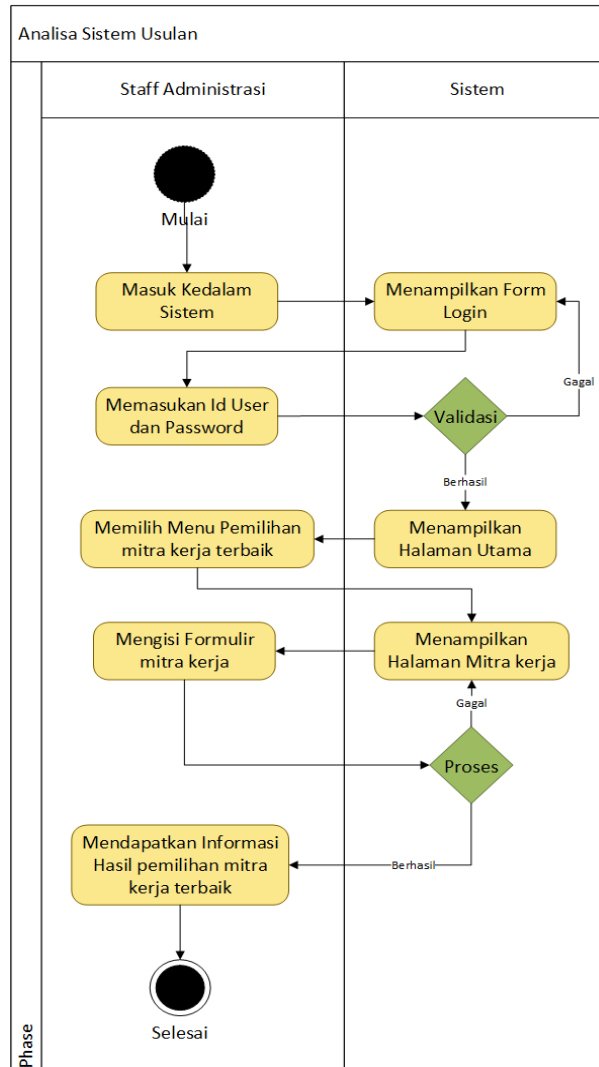 Analisa Sistem Usulan
Staff Administrasi
Sistem
Mulai
Masuk Kedalam
Sistem
Menampilkan Form
Login
Gagal
Memasukan Id User
dan Password
Validasi
Berhasil
Memilih Menu Pemilihan
mitra kerja terbaik
Menampilkan
Halaman Utama
Mengisi Formulir
mitra kerja
Menampilkan
Halaman Mitra kerja
Gagal
Proses
Mendapatkan Informasi
Hasil pemilihan mitra
kerja terbaik
Berhasil
Selesai
Phase